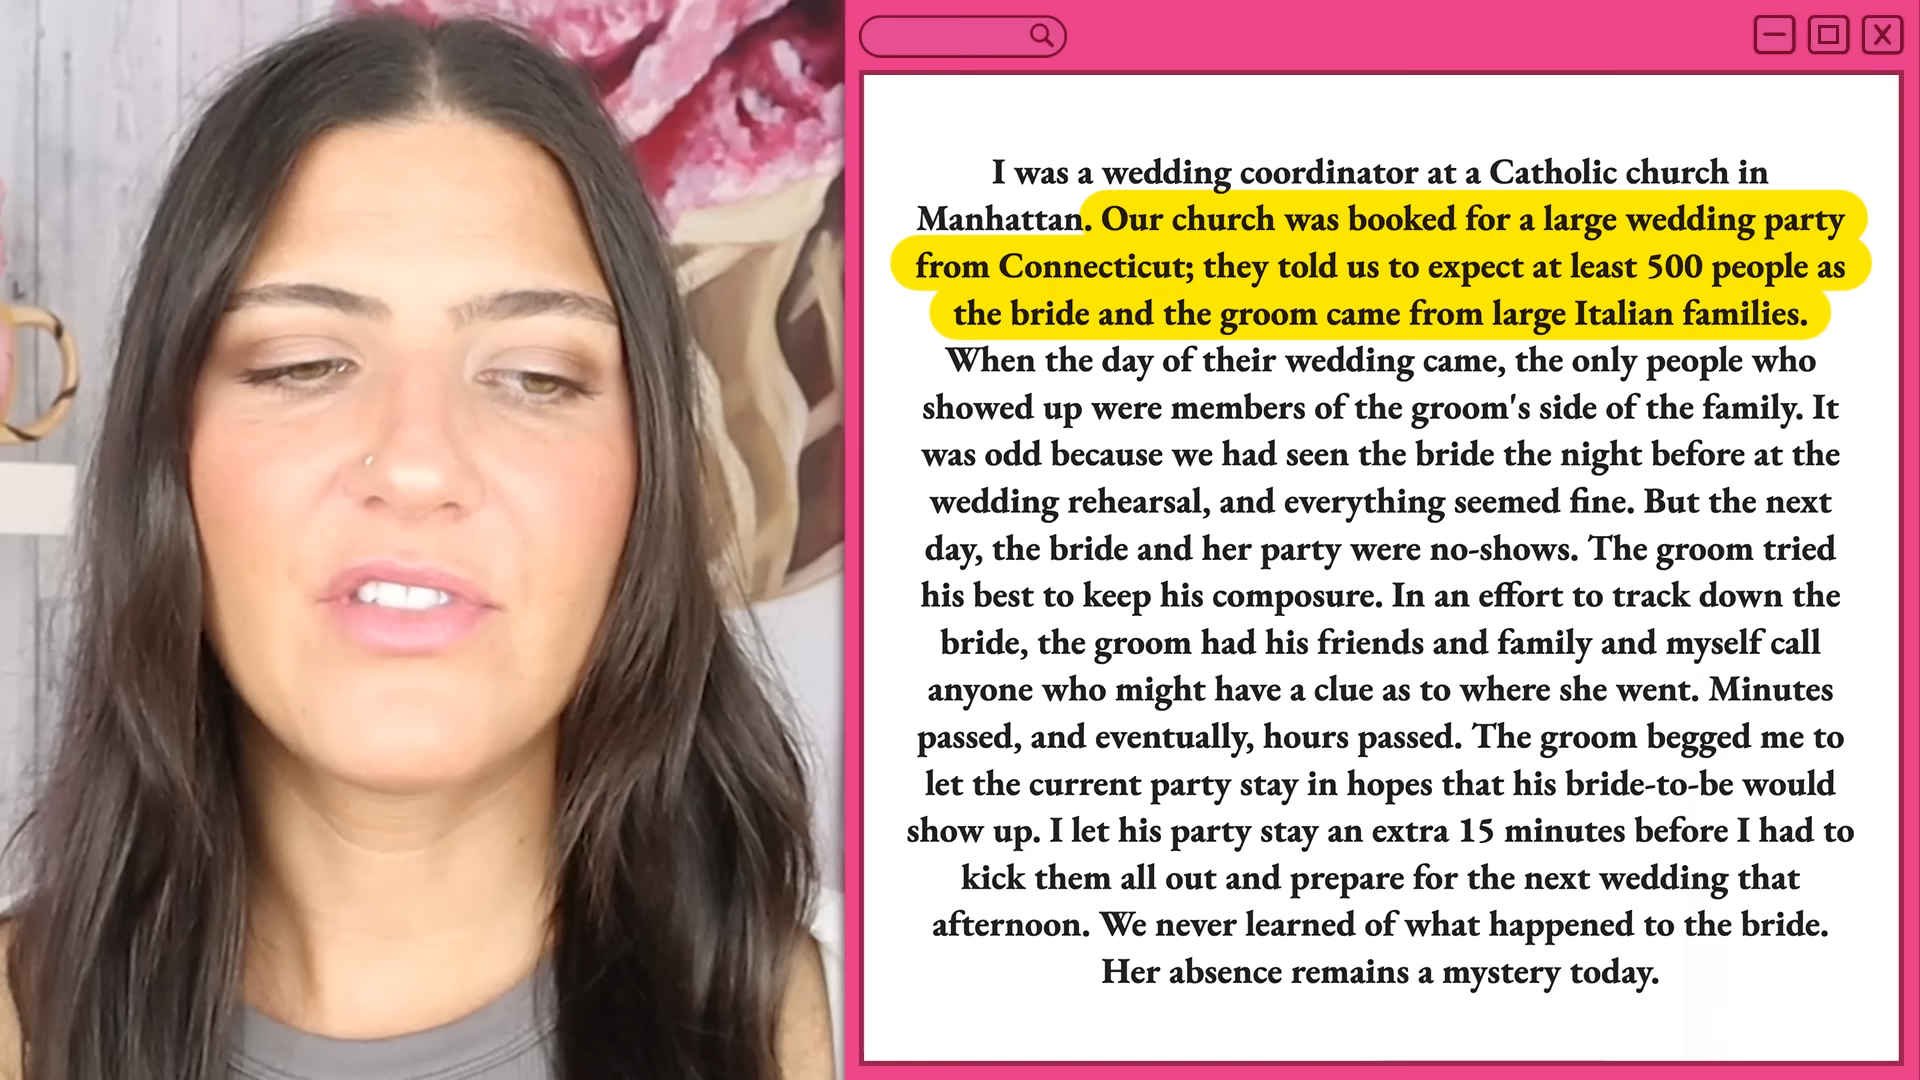 I was a wedding coordinator at a Catholic church in
Manhattan. Our church was booked for a large wedding party
from Connecticut; they told us to expect at least 500 people as
the bride and the groom came from large Italian families.
When the day of their wedding came, the only people who
showed up were members of the groom's side of the family. It
was odd because we had seen the bride the night before at the
wedding rehearsal, and everything seemed fine. But the next
day, the bride and her party were no-shows. The groom tried
his best to keep his composure. In an effort to track down the
bride, the groom had his friends and family and myself call
anyone who might have a clue as to where she went. Minutes
passed, and eventually, hours passed. The groom begged me to
let the current party stay in hopes that his bride-to-be would
show up. I let his party stay an extra 15 minutes before I had to
kick them all out and prepare for the next wedding that
afternoon. We never learned of what happened to the bride.
Her absence remains a mystery today.